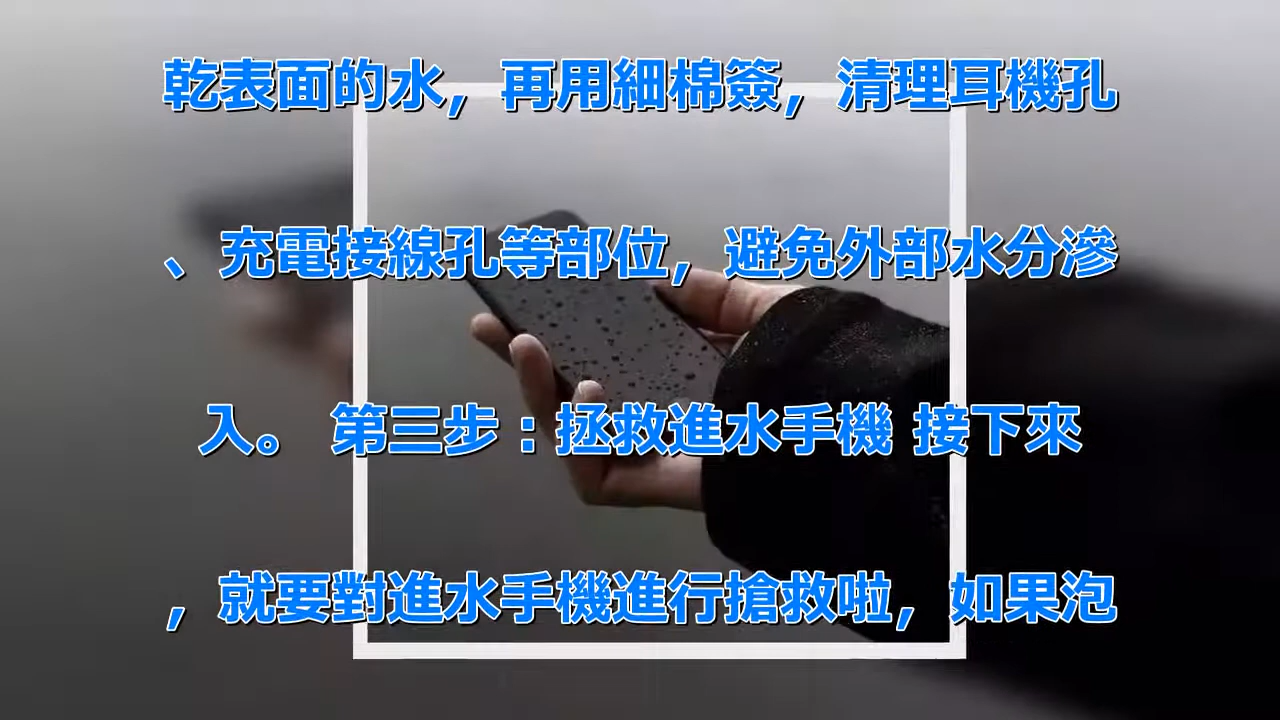 乾表面的水，再用細棉簽，清理耳機孔
、充電接線孔等部位，避免外部水分滲
入。 第三步：拯救進水手機 接下來
，就要對進水手機進行搶救啦，如果泡